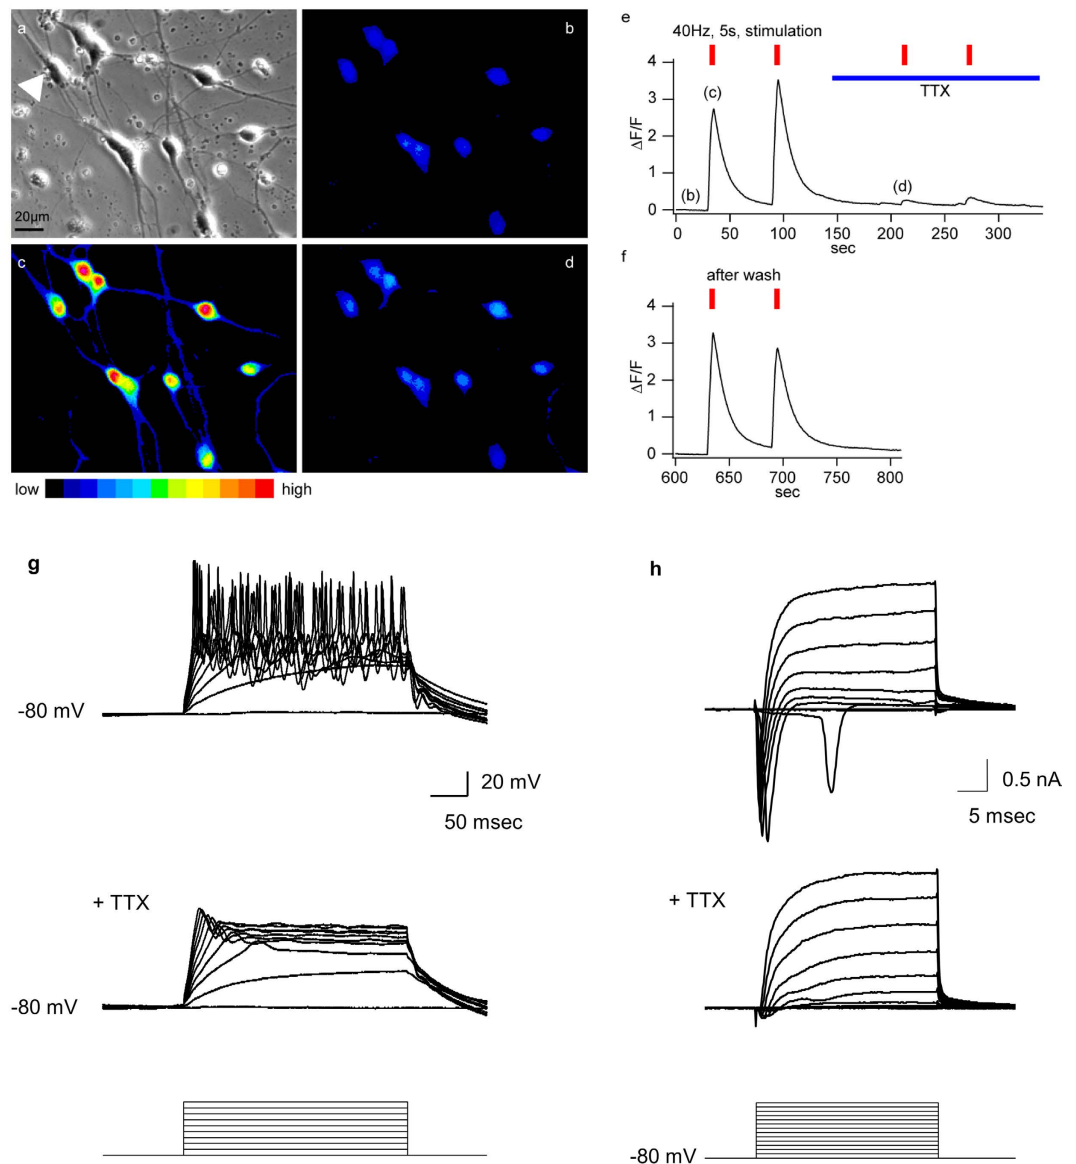 a
b
20μm
c
d
low
high
e
40Hz, 5s, stimulation
4
3
2
1
0
ΔF/F
(c)
(b)
(d)
TTX
0 50 100 150 200 250 300
sec
f
after wash
4
3
2
1
0
ΔF/F
600 650 700 750 800
sec
g
-80 mV
20 mV
50 msec
+ TTX
-80 mV
h
0.5 nA
5 msec
+ TTX
-80 mV